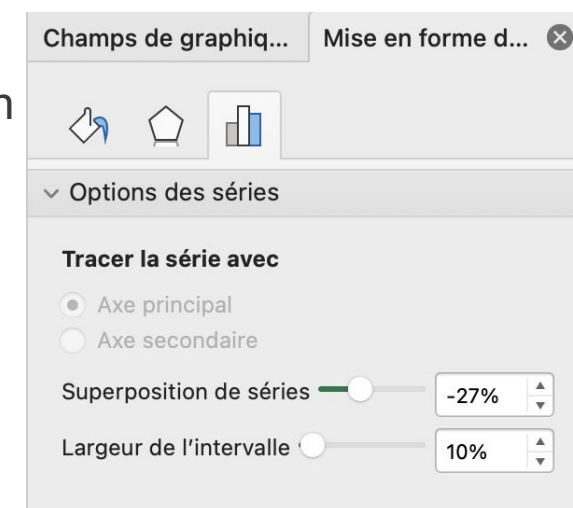 Champs de graphiq... Mise en forme d...
n
Options des séries
Tracer la série avec
Axe principal
Axe secondaire
Superposition de séries -27%
Largeur de l'intervalle 10%